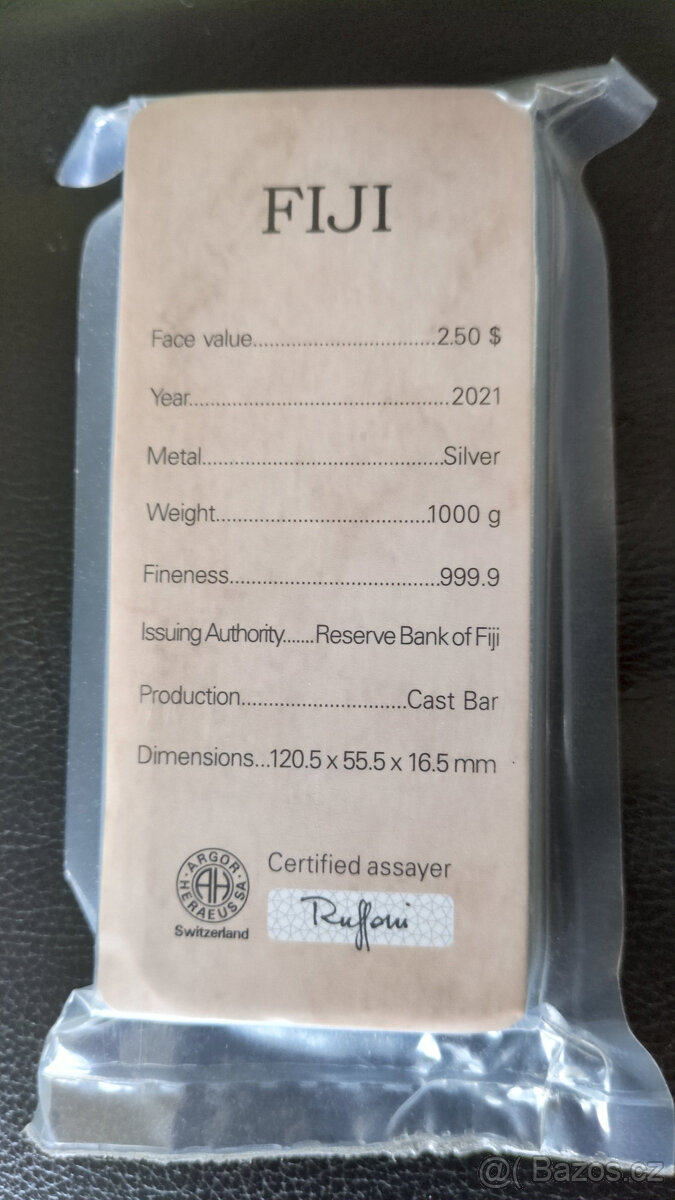 FIJI
Face value..............................2.50 $
Year............................................2021
Metal........................................Silver
Weight...................................1000 g
Fineness...................................999.9
Issuing Authority.......Reserve Bank of Fiji
Production...........................Cast Bar
Dimensions...120.5 x 55.5 x 16.5 mm
ARGOR HERAEUS SA
AH
Switzerland
Certified assayer
Ruffoni
@( Bazos.cz